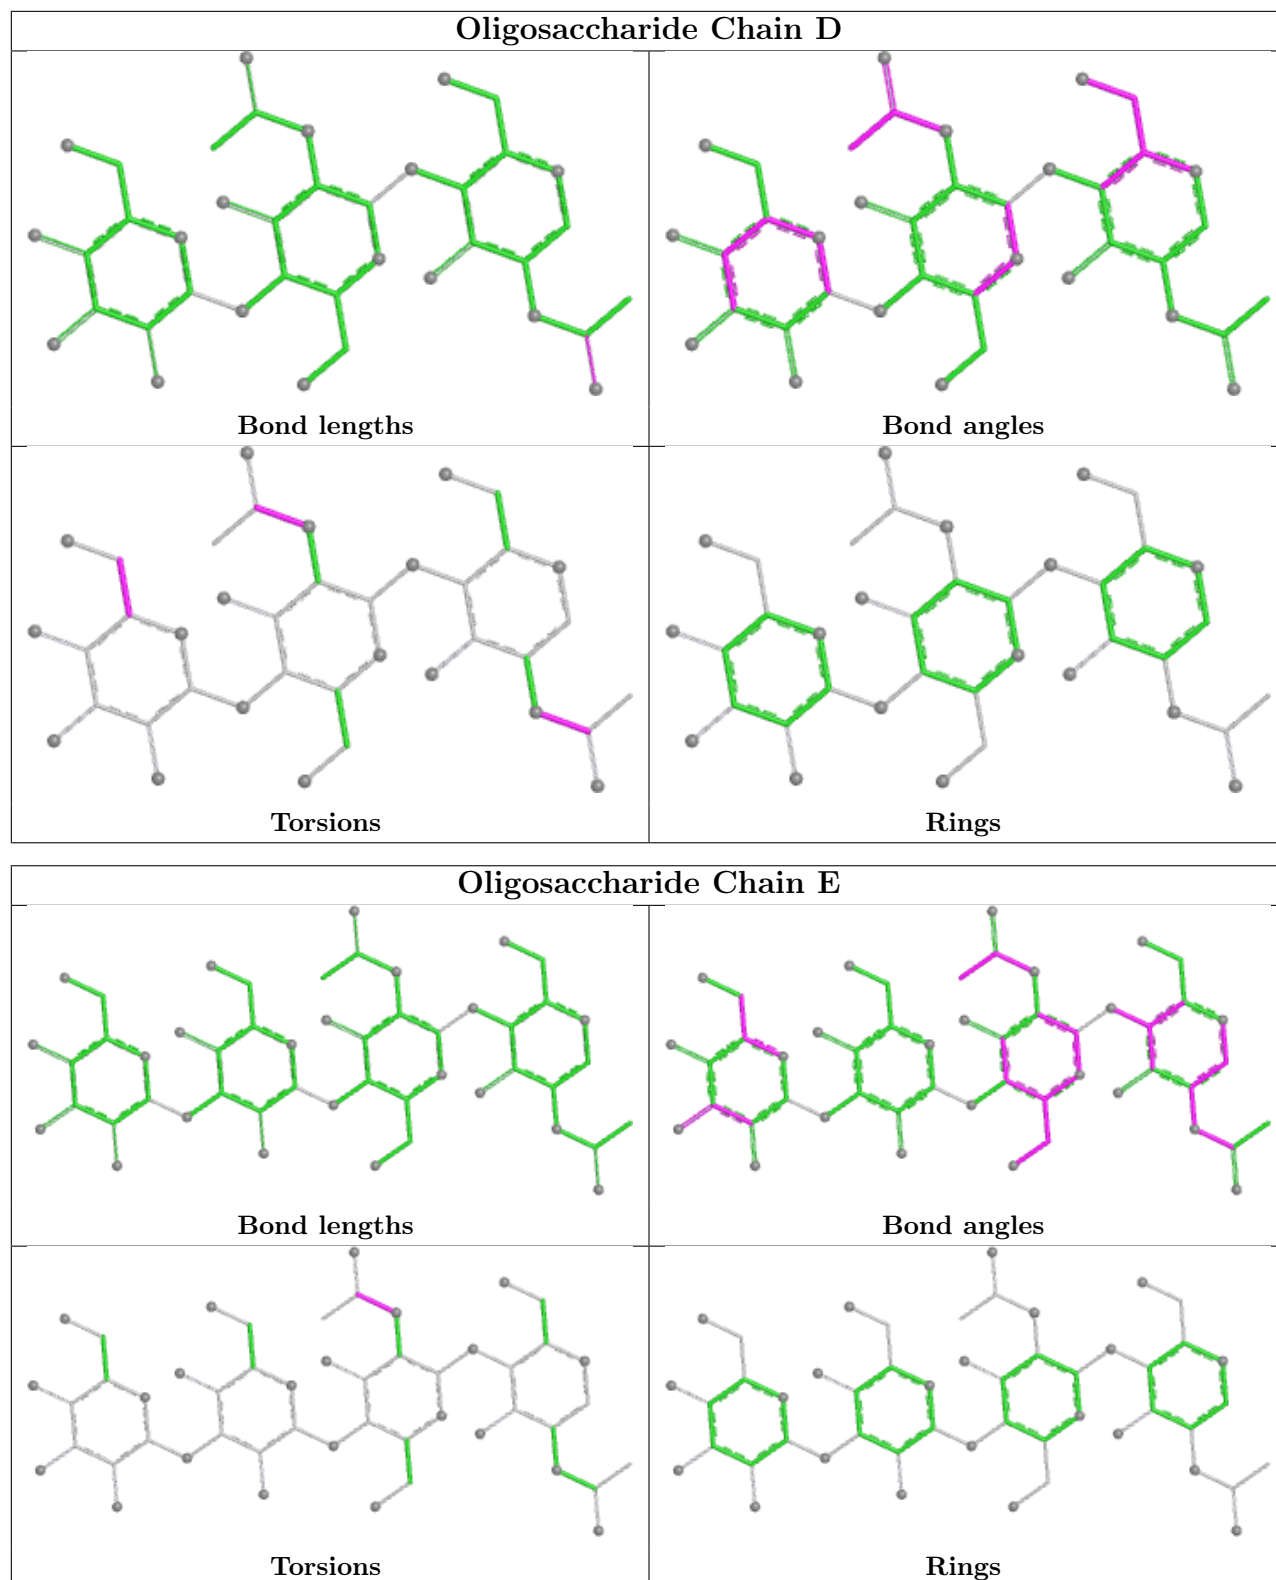 Oligosaccharide Chain D
Bond lengths
Bond angles
Torsions
Rings
Oligosaccharide Chain E
Bond lengths
Bond angles
Torsions
Rings